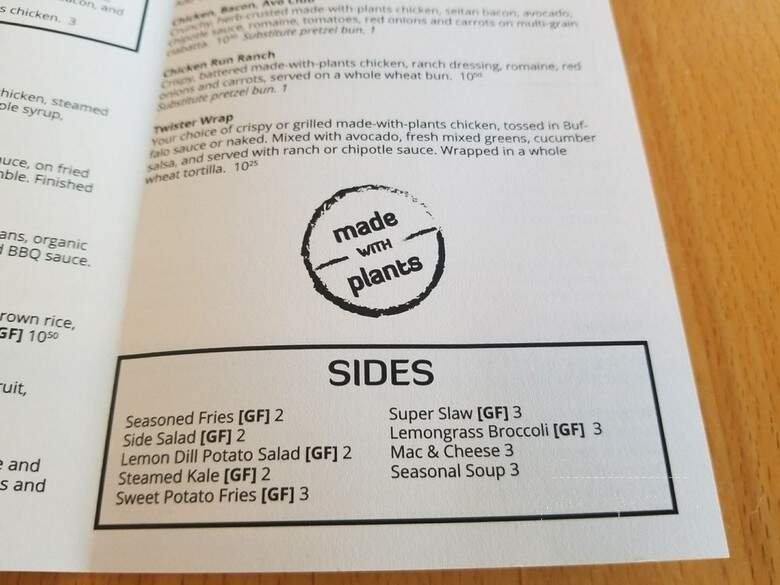 s chicken. 3
hicken, steamed
ple syrup,
uce, on fried
ble. Finished
ans, organic
BBQ sauce.
rown rice,
GF] 10⁵⁰
uit,
e and
s and
Chicken, Bacon, Avo Club
Crunchy, herb-crusted made-with-plants chicken, seitan bacon, avocado,
chipotle sauce, romaine, tomatoes, red onions and carrots on multi-grain
ciabatta. Substitute pretzel bun. 1
Chicken Run Ranch
Crispy, battered made-with-plants chicken, ranch dressing, romaine, red
onions and carrots, served on a whole wheat bun. 10⁵⁰
Substitute pretzel bun. 1
Twister Wrap
Your choice of crispy or grilled made-with-plants chicken, tossed in Buf-
falo sauce or naked. Mixed with avocado, fresh mixed greens, cucumber
salsa, and served with ranch or chipotle sauce. Wrapped in a whole
wheat tortilla. 10²⁵
made
WITH
plants
SIDES
Seasoned Fries [GF] 2
Side Salad [GF] 2
Lemon Dill Potato Salad [GF] 2
Steamed Kale [GF] 2
Sweet Potato Fries [GF] 3
Super Slaw [GF] 3
Lemongrass Broccoli [GF] 3
Mac & Cheese 3
Seasonal Soup 3